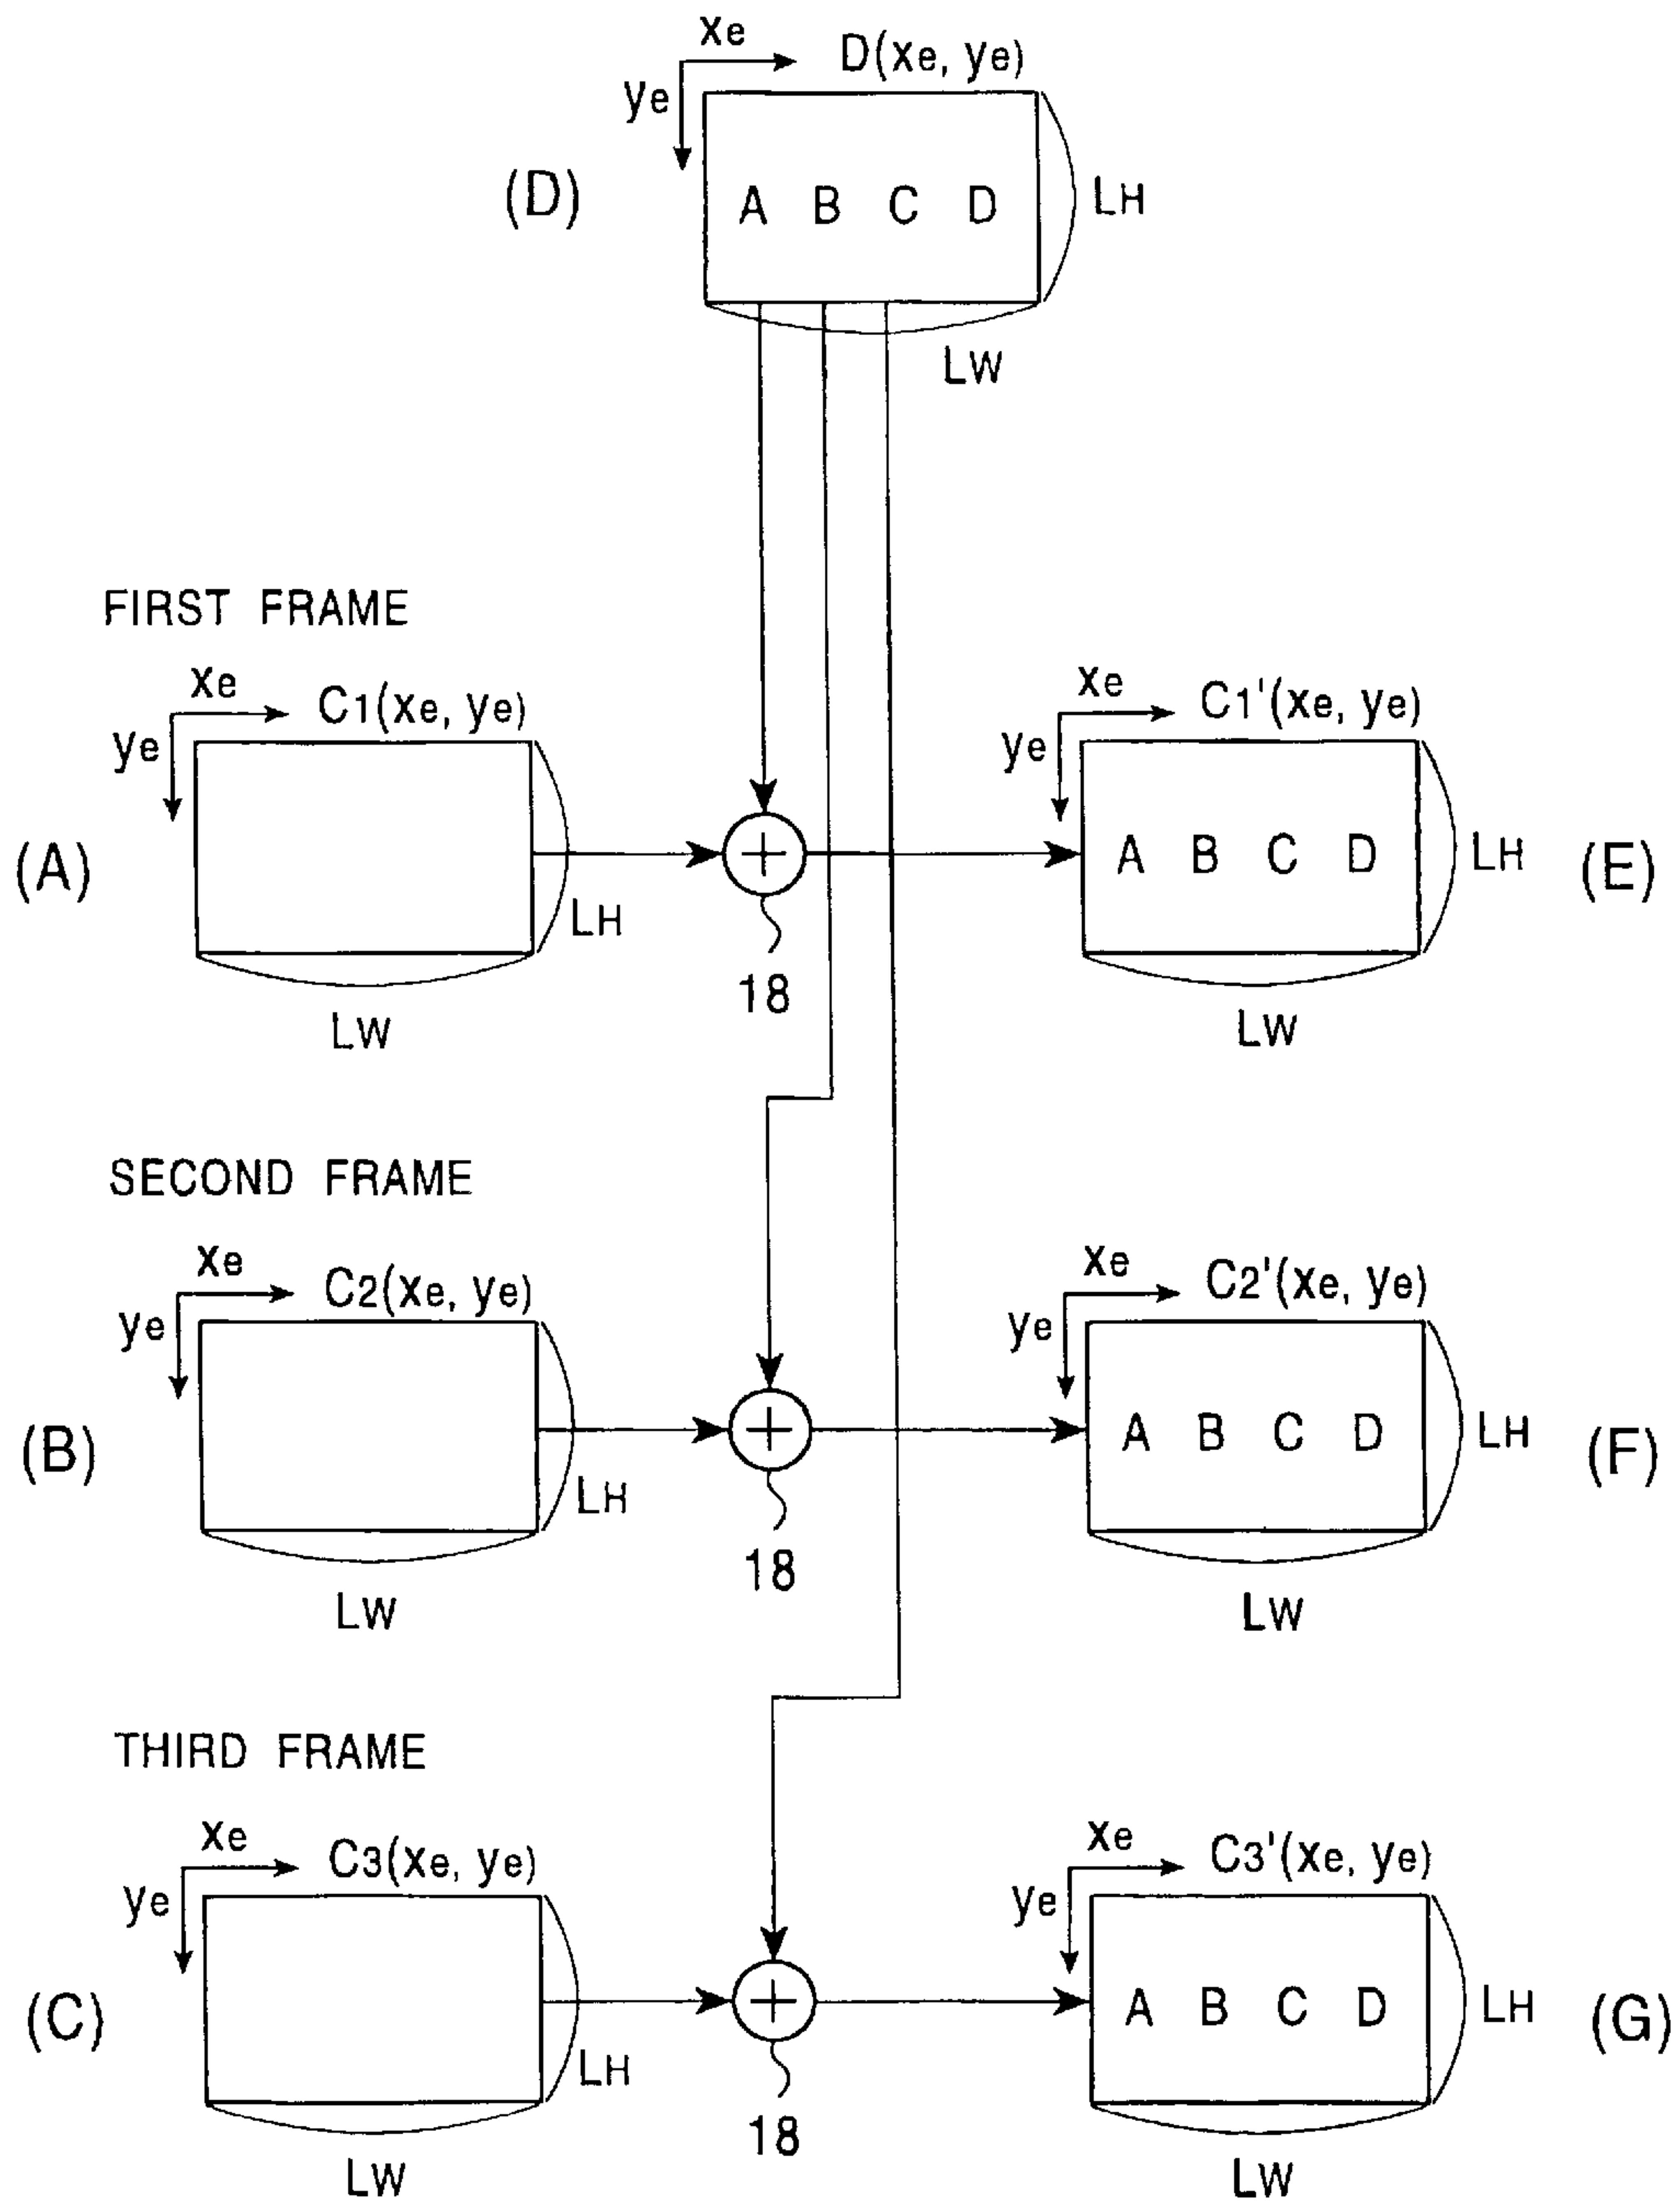 xe
D(xe, ye)
ye
(D)
A B C D
LH
LW
FIRST FRAME
xe
C1(xe, ye)
ye
(A)
LH
LW
18
xe
C1'(xe, ye)
ye
A B C D
LH
(E)
LW
SECOND FRAME
xe
C2(xe, ye)
ye
(B)
LH
LW
18
xe
C2'(xe, ye)
ye
A B C D
LH
(F)
LW
THIRD FRAME
xe
C3(xe, ye)
ye
(C)
LH
LW
18
xe
C3'(xe, ye)
ye
A B C D
LH
(G)
LW